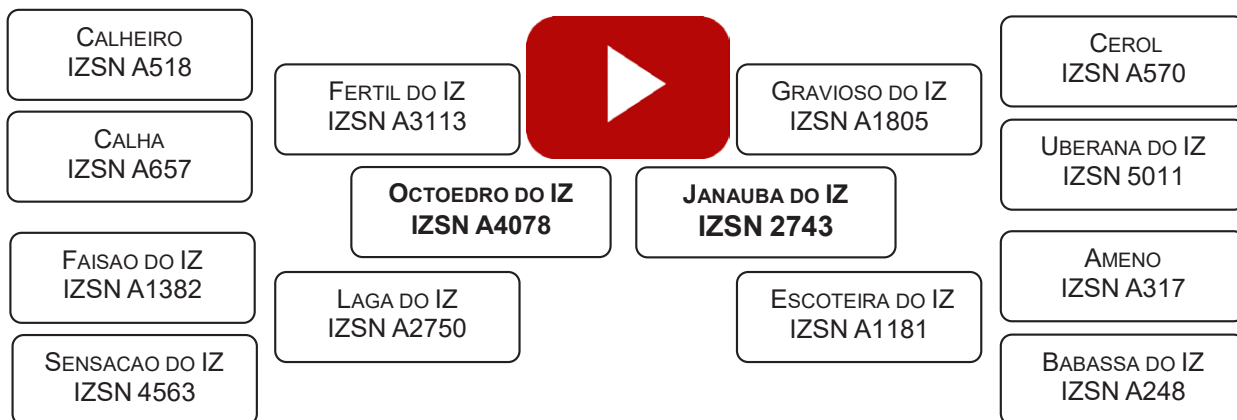 CALHEIRO
IZSN A518
CALHA
IZSN A657
FAISAO DO IZ
IZSN A1382
SENSACAO DO IZ
IZSN 4563
FERTIL DO IZ
IZSN A3113
LAGA DO IZ
IZSN A2750
OCTOEDRO DO IZ
IZSN A4078
JANAUBA DO IZ
IZSN 2743
GRAVIOSO DO IZ
IZSN A1805
ESCOTEIRA DO IZ
IZSN A1181
CEROL
IZSN A570
UBERANA DO IZ
IZSN 5011
AMENO
IZSN A317
BABASSA DO IZ
IZSN A248